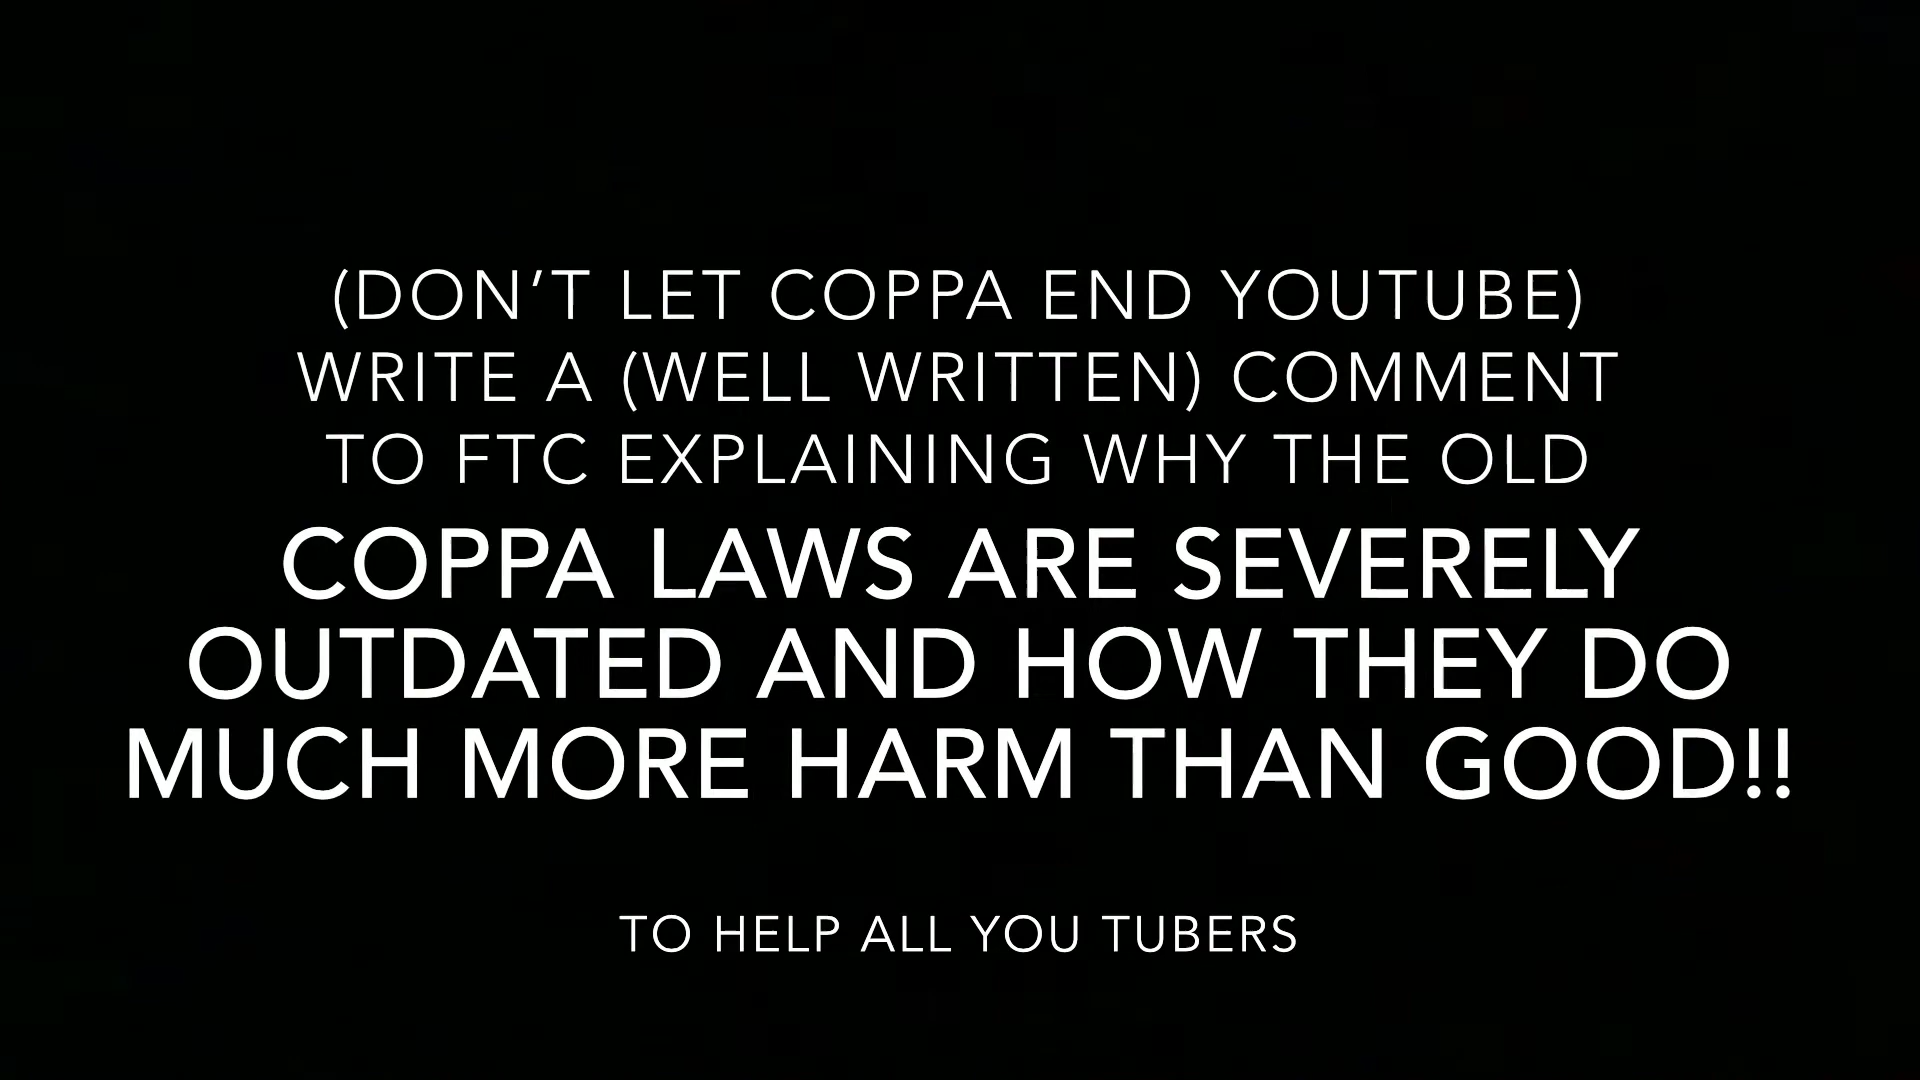 (DON’T LET COPPA END YOUTUBE)
WRITE A (WELL WRITTEN) COMMENT
TO FTC EXPLAINING WHY THE OLD
COPPA LAWS ARE SEVERELY
OUTDATED AND HOW THEY DO
MUCH MORE HARM THAN GOOD!!
TO HELP ALL YOU TUBERS